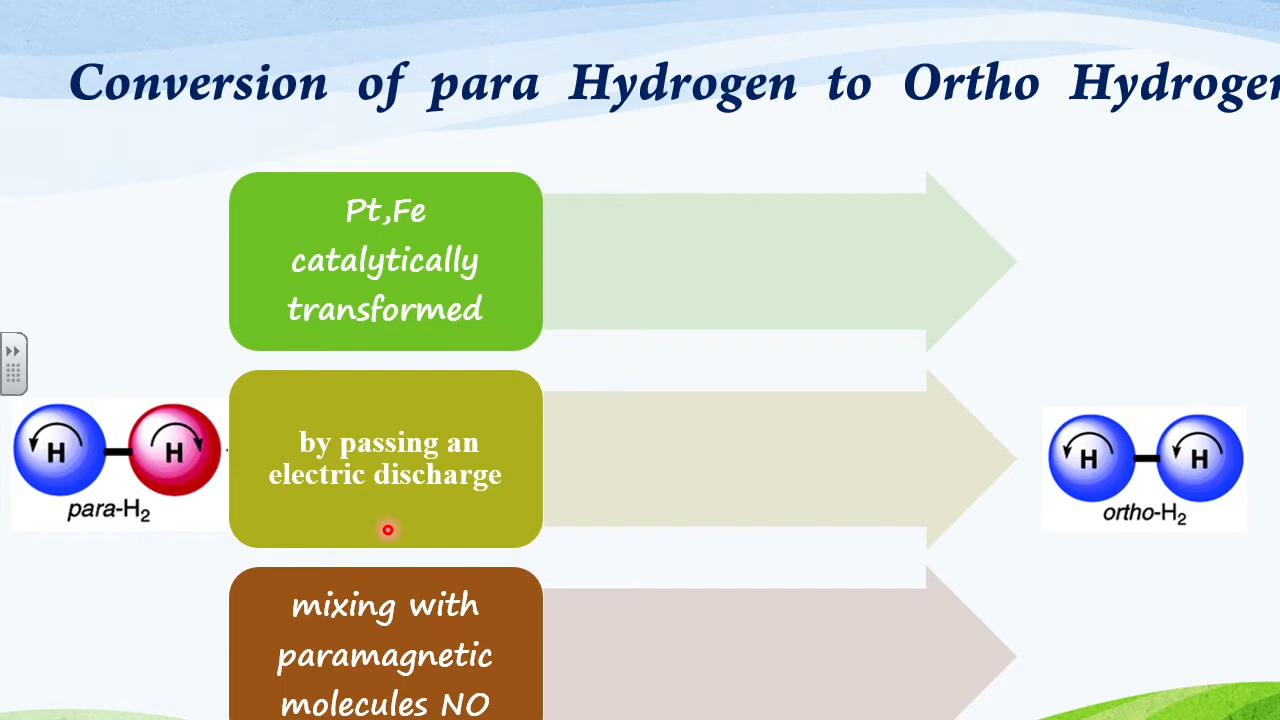 Conversion of para Hydrogen to Ortho Hydrogen
Pt,Fe
catalytically
transformed
by passing an
electric discharge
H H
para-H₂
H H
ortho-H₂
mixing with
paramagnetic
molecules NO